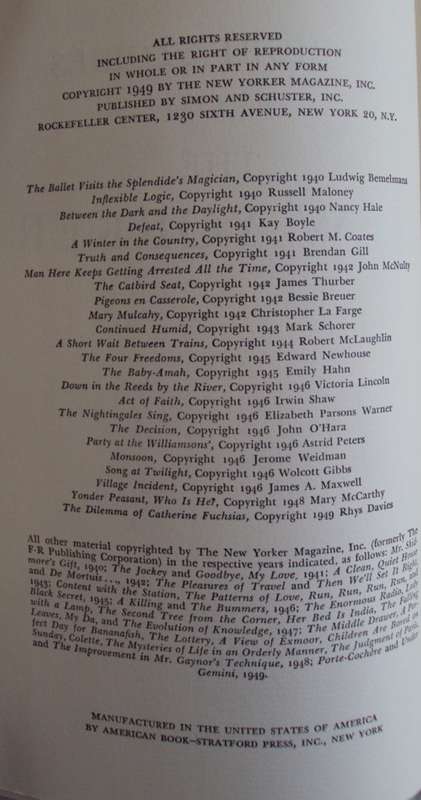 ALL RIGHTS RESERVED
INCLUDING THE RIGHT OF REPRODUCTION
IN WHOLE OR IN PART IN ANY FORM
COPYRIGHT 1949 BY THE NEW YORKER MAGAZINE, INC.
PUBLISHED BY SIMON AND SCHUSTER, INC.
ROCKEFELLER CENTER, 1230 SIXTH AVENUE, NEW YORK 20, N.Y.
The Ballet Visits the Splendide's Magician, Copyright 1940 Ludwig Bemelmans
Inflexible Logic, Copyright 1940 Russell Maloney
Between the Dark and the Daylight, Copyright 1940 Nancy Hale
Defeat, Copyright 1941 Kay Boyle
A Winter in the Country, Copyright 1941 Robert M. Coates
Truth and Consequences, Copyright 1941 Brendan Gill
Man Here Keeps Getting Arrested All the Time, Copyright 1942 John McNulty
The Catbird Seat, Copyright 1942 James Thurber
Pigeons en Casserole, Copyright 1942 Bessie Breuer
Mary Mulcahy, Copyright 1942 Christopher La Farge
Continued Humid, Copyright 1943 Mark Schorer
A Short Wait Between Trains, Copyright 1944 Robert McLaughlin
The Four Freedoms, Copyright 1945 Edward Newhouse
The Baby-Amah, Copyright 1945 Emily Hahn
Down in the Reeds by the River, Copyright 1946 Victoria Lincoln
Act of Faith, Copyright 1946 Irwin Shaw
The Nightingales Sing, Copyright 1946 Elizabeth Parsons Warner
The Decision, Copyright 1946 John O'Hara
Party at the Williamsons', Copyright 1946 Astrid Peters
Monsoon, Copyright 1946 Jerome Weidman
Song at Twilight, Copyright 1946 Wolcott Gibbs
Village Incident, Copyright 1946 James A. Maxwell
Yonder Peasant, Who Is He?, Copyright 1948 Mary McCarthy
The Dilemma of Catherine Fuchsias, Copyright 1949 Rhys Davies
All other material copyrighted by The New Yorker Magazine, Inc. (formerly The
F-R Publishing Corporation) in the respective years indicated, as follows: Mr. Skid-
more's Gift, 1940; The Jockey and Goodbye, My Love, 1941; A Clean, Quiet House
and De Mortuis . . ., 1942; The Pleasures of Travel and Then We'll Set It Right,
1943; Content with the Station, The Patterns of Love, Run, Run, Run, Run, and
Black Secret, 1945; A Killing and The Bummers, 1946; The Enormous Radio, Lady
with a Lamp, The Second Tree from the Corner, Her Bed Is India, The Falling
Leaves, My Da, and The Evolution of Knowledge, 1947; The Middle Drawer, A Per-
fect Day for Bananafish, The Lottery, A View of Exmoor, Children Are Bored on
Sunday, Colette, The Mysteries of Life in an Orderly Manner, The Judgment of Paris,
and The Improvement in Mr. Gaynor's Technique, 1948; Porte-Cochère and Under
Gemini, 1949.
MANUFACTURED IN THE UNITED STATES OF AMERICA
BY AMERICAN BOOK–STRATFORD PRESS, INC., NEW YORK